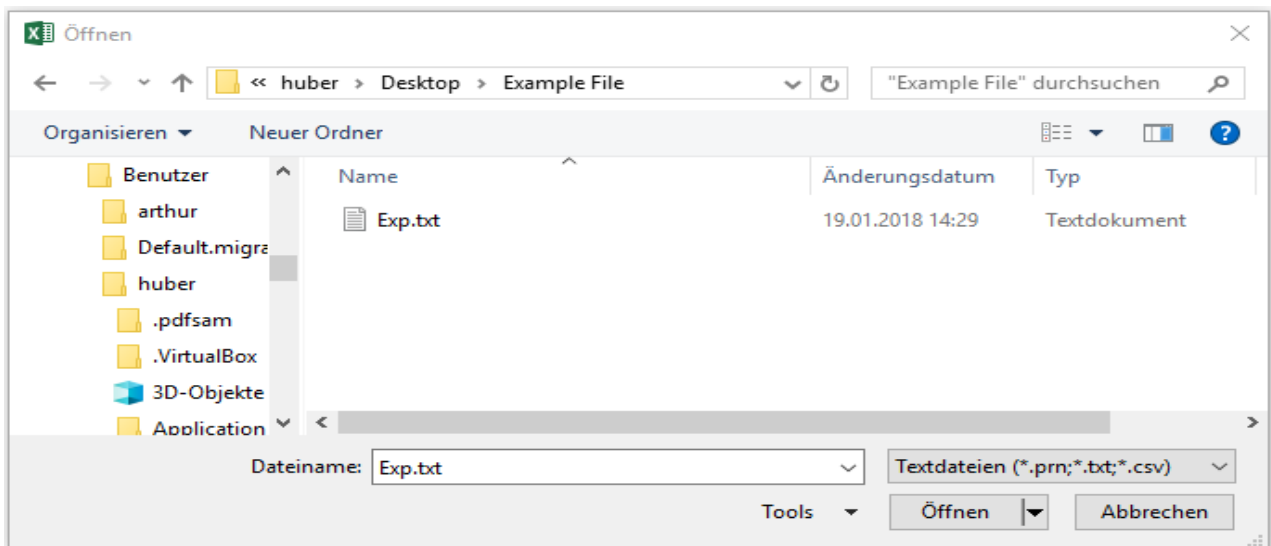 Öffnen
« huber > Desktop > Example File
"Example File" durchsuchen
Organisieren
Neuer Ordner
Name
Änderungsdatum
Typ
Exp.txt
19.01.2018 14:29
Textdokument
Benutzer
arthur
Default.migra
huber
.pdfsam
.VirtualBox
3D-Objekte
Application
Dateiname: Exp.txt
Textdateien (*.prn;*.txt;*.csv)
Tools
Öffnen
Abbrechen